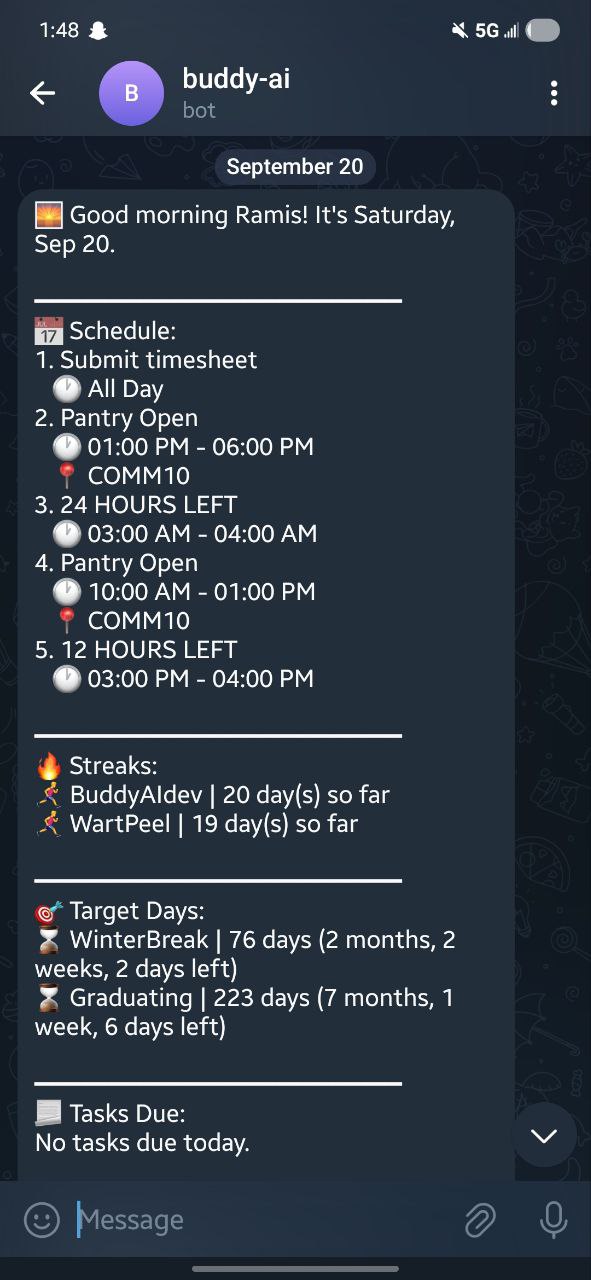 1:48
5G
B
buddy-ai
bot
September 20
🌅 Good morning Ramis! It's Saturday,
Sep 20.
📅 Schedule:
1. Submit timesheet
🕐 All Day
2. Pantry Open
🕐 01:00 PM - 06:00 PM
📍 COMM10
3. 24 HOURS LEFT
🕐 03:00 AM - 04:00 AM
4. Pantry Open
🕐 10:00 AM - 01:00 PM
📍 COMM10
5. 12 HOURS LEFT
🕐 03:00 PM - 04:00 PM
🔥 Streaks:
🏃 BuddyAIdev | 20 day(s) so far
🏃 WartPeel | 19 day(s) so far
🎯 Target Days:
⏳ WinterBreak | 76 days (2 months, 2
weeks, 2 days left)
⏳ Graduating | 223 days (7 months, 1
week, 6 days left)
📃 Tasks Due:
No tasks due today.
Message